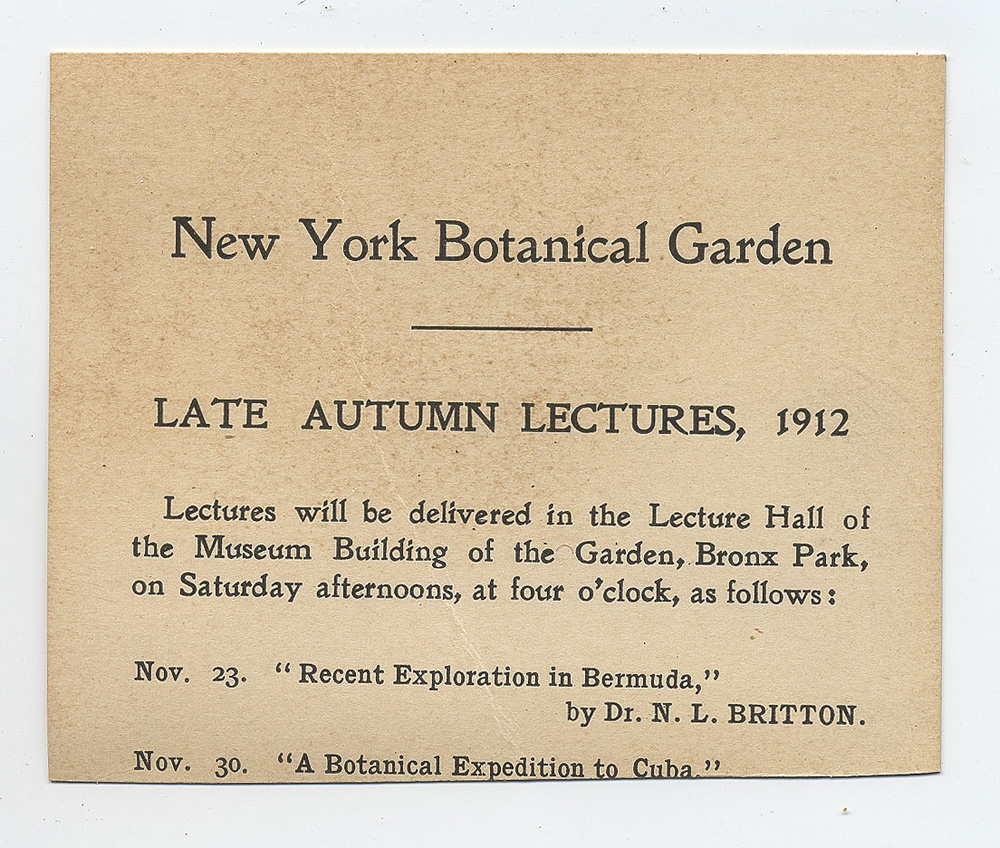 New York Botanical Garden
LATE AUTUMN LECTURES, 1912
Lectures will be delivered in the Lecture Hall of
the Museum Building of the Garden, Bronx Park,
on Saturday afternoons, at four o'clock, as follows:
Nov. 23. "Recent Exploration in Bermuda,"
by Dr. N. L. BRITTON.
Nov. 30. "A Botanical Expedition to Cuba,"